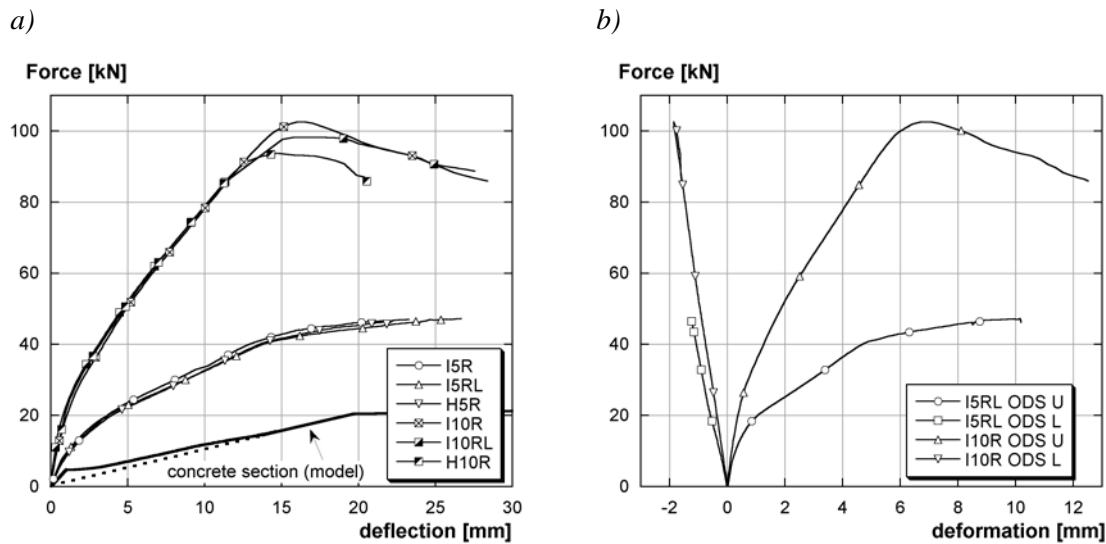 a)
b)
Force [kN]
Force [kN]
100
80
60
40
20
0
I5R
I5RL
H5R
I10R
I10RL
H10R
concrete section (model)
0 5 10 15 20 25 30
deflection [mm]
100
80
60
40
20
0
I5RL ODS U
I5RL ODS L
I10R ODS U
I10R ODS L
-2 0 2 4 6 8 10 12
deformation [mm]